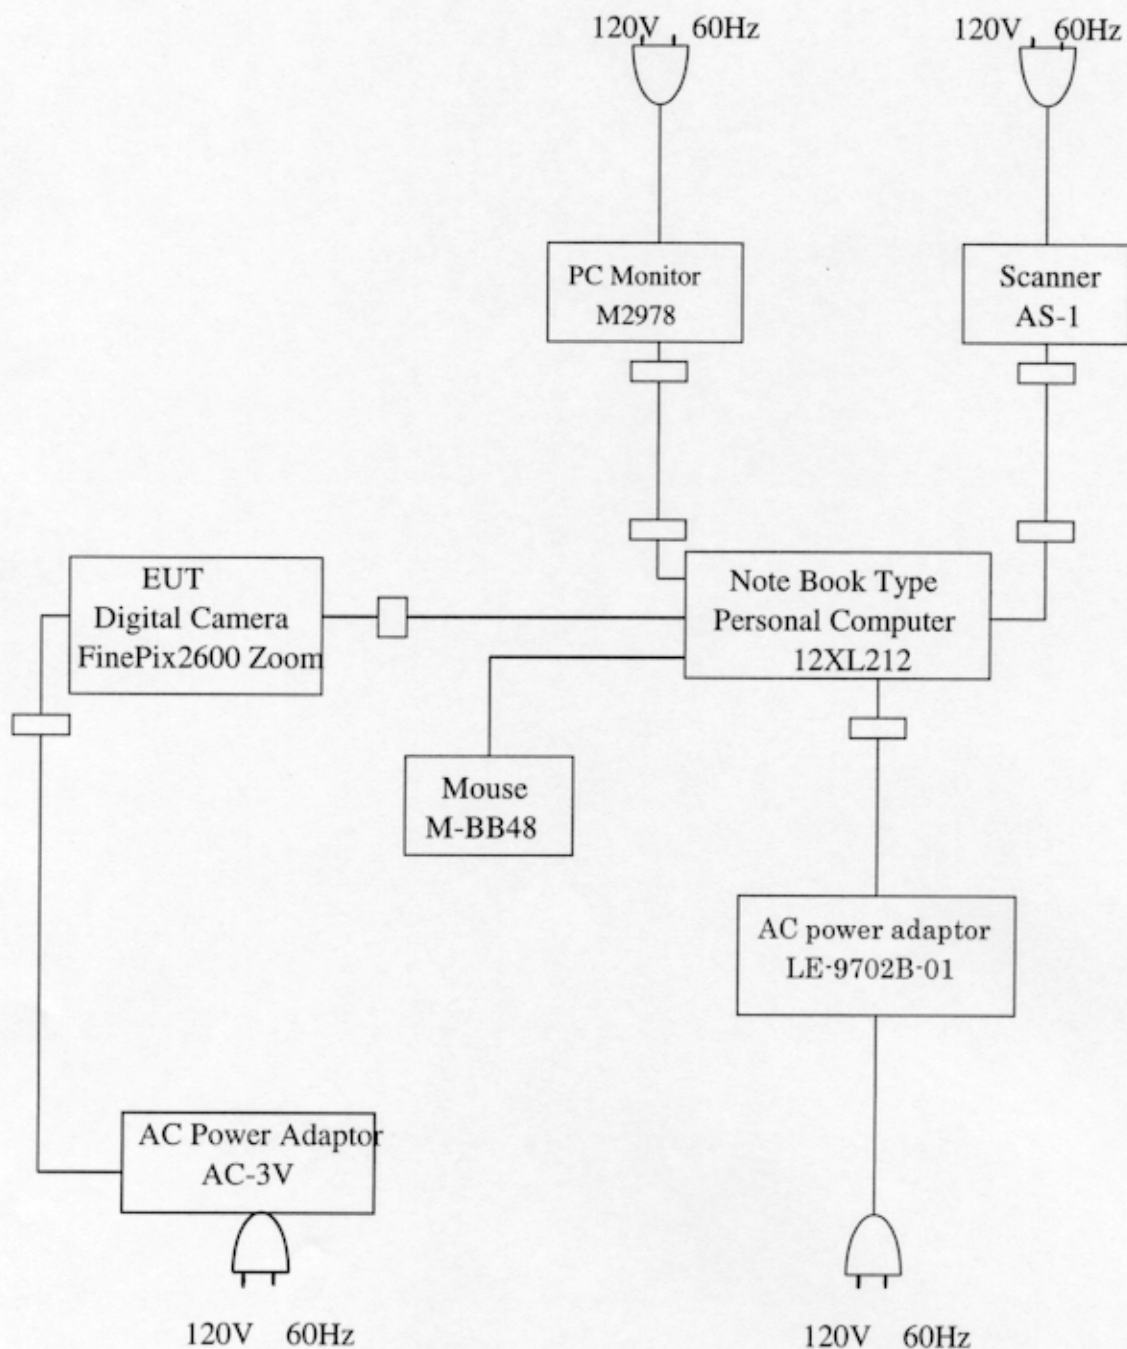 120V 60Hz
120V 60Hz
PC Monitor
M2978
Scanner
AS-1
EUT
Digital Camera
FinePix2600 Zoom
Note Book Type
Personal Computer
12XL212
Mouse
M-BB48
AC power adaptor
LE-9702B-01
AC Power Adaptor
AC-3V
120V 60Hz
120V 60Hz